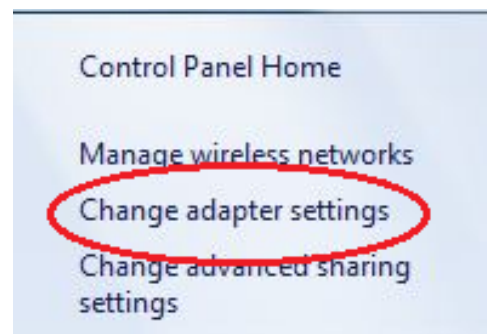 Control Panel Home
Manage wireless networks
Change adapter settings
Change advanced sharing
settings